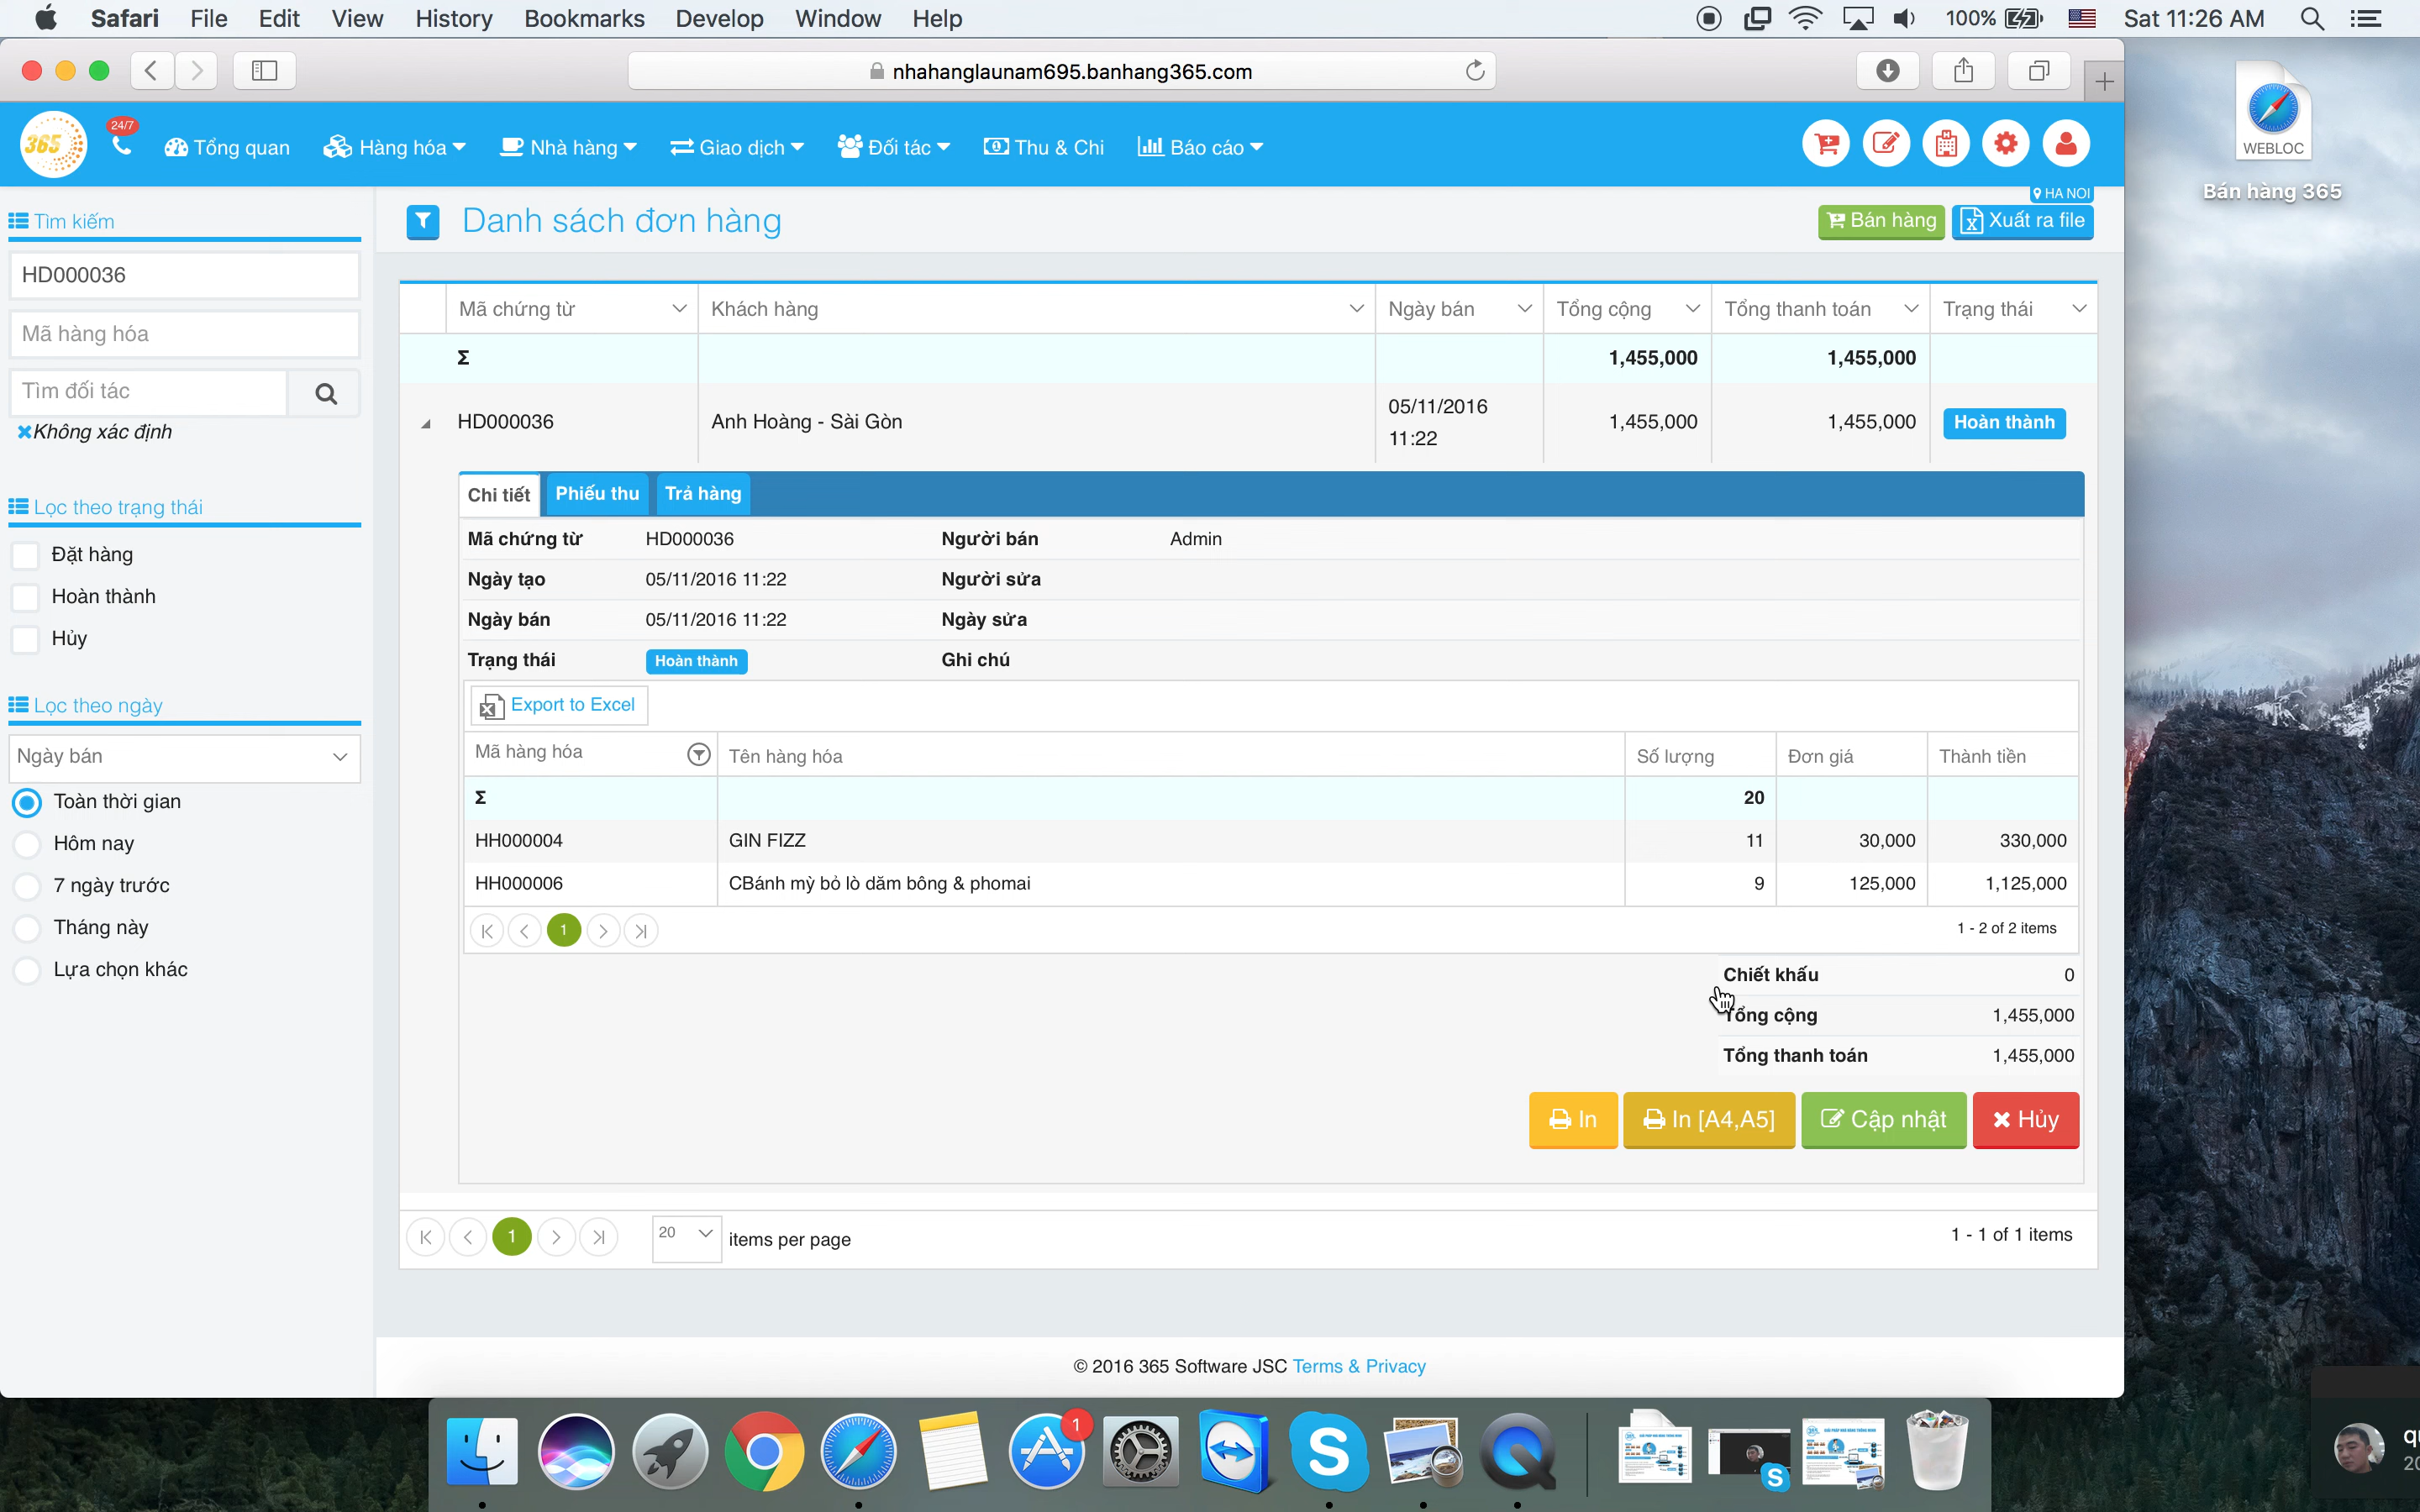 Safari File Edit View History Bookmarks Develop Window Help 100% Sat 11:26 AM
nhahanglaunam695.banhang365.com
WEBLOC
Bán hàng 365
365 24/7 Tổng quan Hàng hóa Nhà hàng Giao dịch Đối tác Thu & Chi Báo cáo
HA NOI
Tìm kiếm
HD000036
Mã hàng hóa
Tìm đối tác
Không xác định
Lọc theo trạng thái
Đặt hàng
Hoàn thành
Hủy
Lọc theo ngày
Ngày bán
Toàn thời gian
Hôm nay
7 ngày trước
Tháng này
Lựa chọn khác
Danh sách đơn hàng Bán hàng Xuất ra file
Mã chứng từ Khách hàng Ngày bán Tổng cộng Tổng thanh toán Trạng thái
Σ 1,455,000 1,455,000
HD000036 Anh Hoàng - Sài Gòn 05/11/2016 11:22 1,455,000 1,455,000 Hoàn thành
Chi tiết Phiếu thu Trả hàng
Mã chứng từ HD000036 Người bán Admin
Ngày tạo 05/11/2016 11:22 Người sửa
Ngày bán 05/11/2016 11:22 Ngày sửa
Trạng thái Hoàn thành Ghi chú
Export to Excel
Mã hàng hóa Tên hàng hóa Số lượng Đơn giá Thành tiền
Σ 20
HH000004 GIN FIZZ 11 30,000 330,000
HH000006 CBánh mỳ bỏ lò dăm bông & phomai 9 125,000 1,125,000
1 1 - 2 of 2 items
Chiết khấu 0
Tổng cộng 1,455,000
Tổng thanh toán 1,455,000
In In [A4,A5] Cập nhật Hủy
1 20 items per page 1 - 1 of 1 items
© 2016 365 Software JSC Terms & Privacy
1